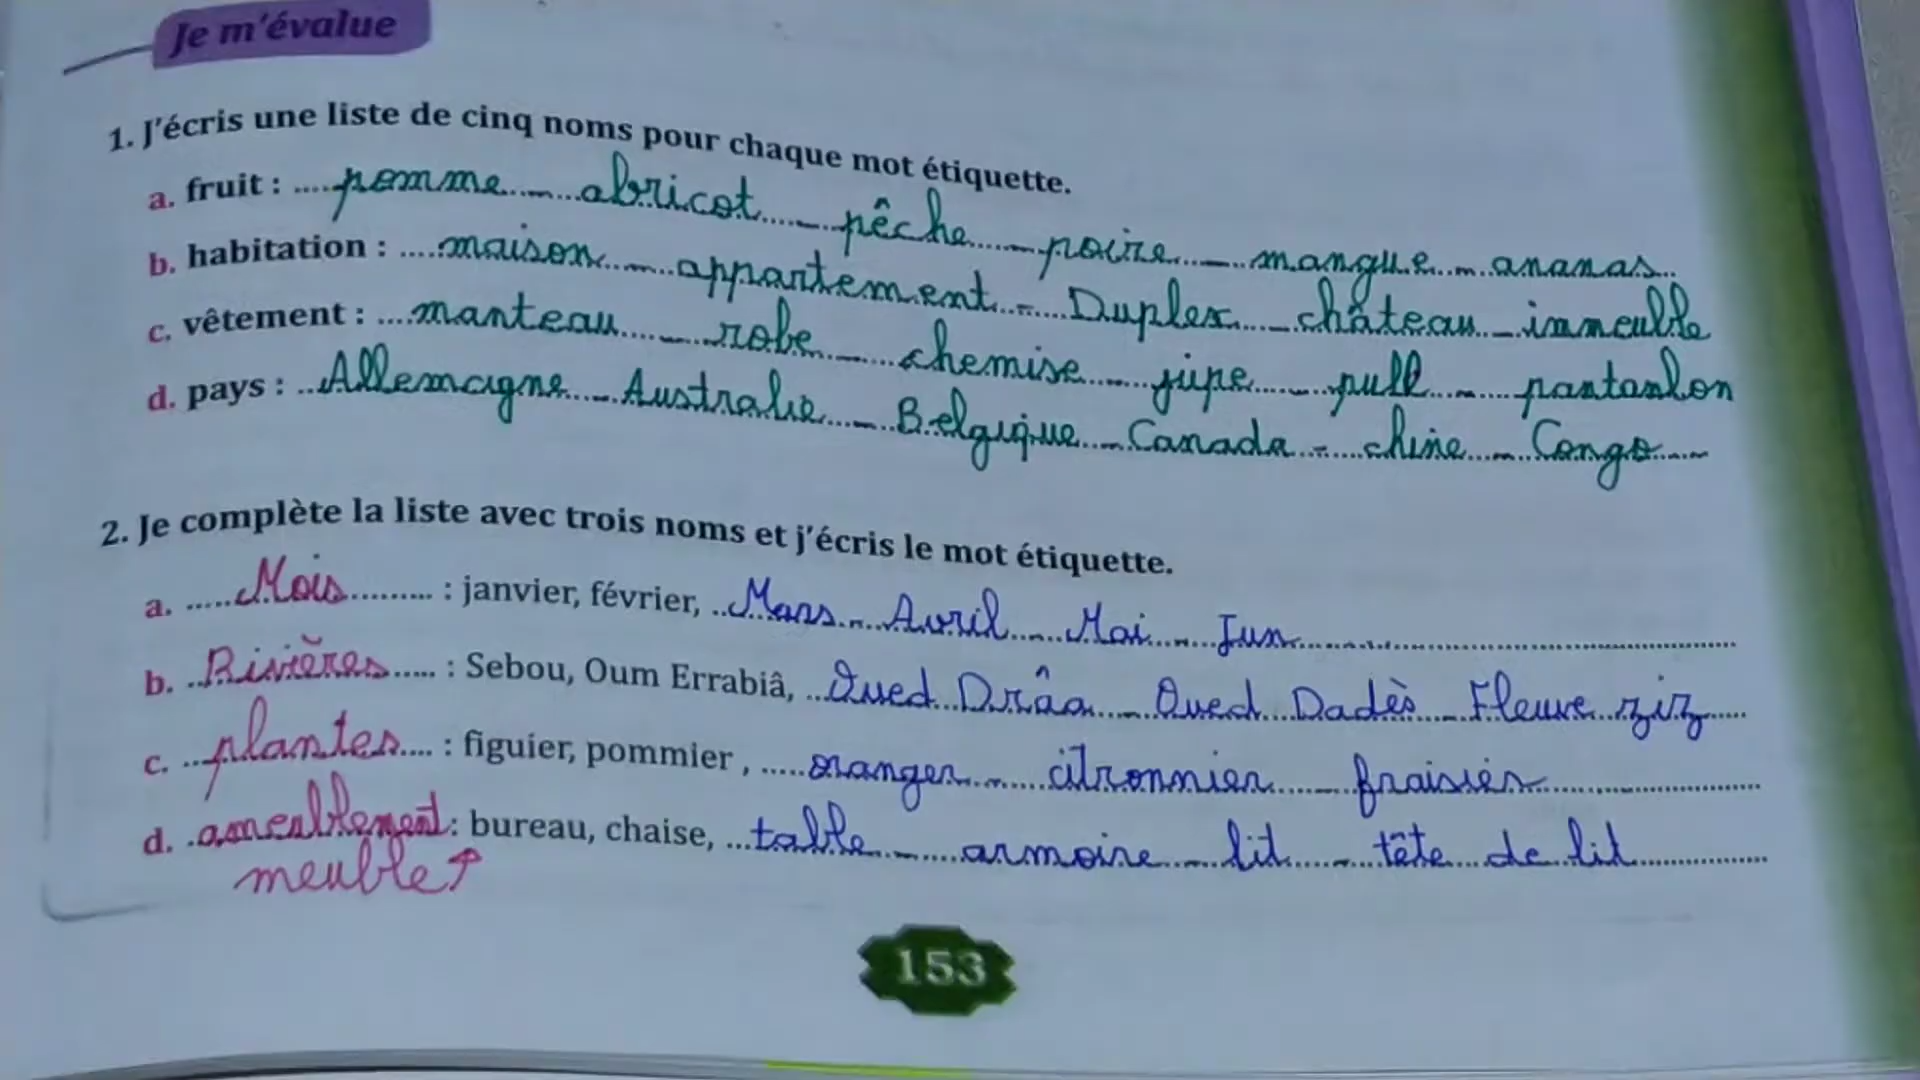 Je m'évalue
1. J'écris une liste de cinq noms pour chaque mot étiquette.
a. fruit : pomme - abricot - pêche - poire - mangue - ananas
b. habitation : maison - appartement - Duplex - château - immeuble
c. vêtement : manteau - robe - chemise - jupe - pull - pantanlon
d. pays : Allemagne - Australie - Belgique - Canada - chine - Congo -
2. Je complète la liste avec trois noms et j'écris le mot étiquette.
a. Mois : janvier, février, Mars - Avril - Mai - Jun
b. Rivières : Sebou, Oum Errabiâ, Oued Drâa - Oued Dadès - Fleuve ziz
c. plantes : figuier, pommier, oranger - citronnier - fraisier
d. ameublement : bureau, chaise, table - armoire - lit - tête de lit
meuble ↑
153